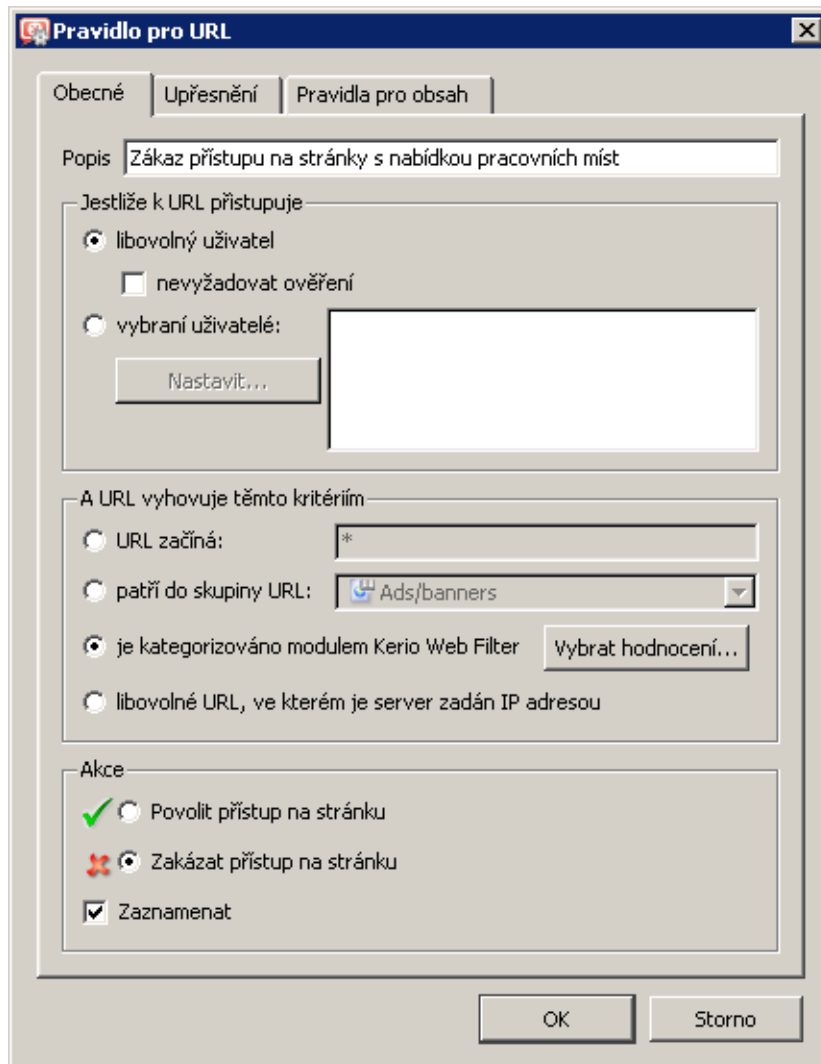 Pravidlo pro URL
Obecné Upřesnění Pravidla pro obsah
Popis Zákaz přístupu na stránky s nabídkou pracovních míst
Jestliže k URL přistupuje
libovolný uživatel
nevyžadovat ověření
vybraní uživatelé:
Nastavit...
A URL vyhovuje těmto kritériím
URL začíná: *
patří do skupiny URL: Ads/banners
je kategorizováno modulem Kerio Web Filter Vybrat hodnocení...
libovolné URL, ve kterém je server zadán IP adresou
Akce
Povolit přístup na stránku
Zakázat přístup na stránku
Zaznamenat
OK Storno